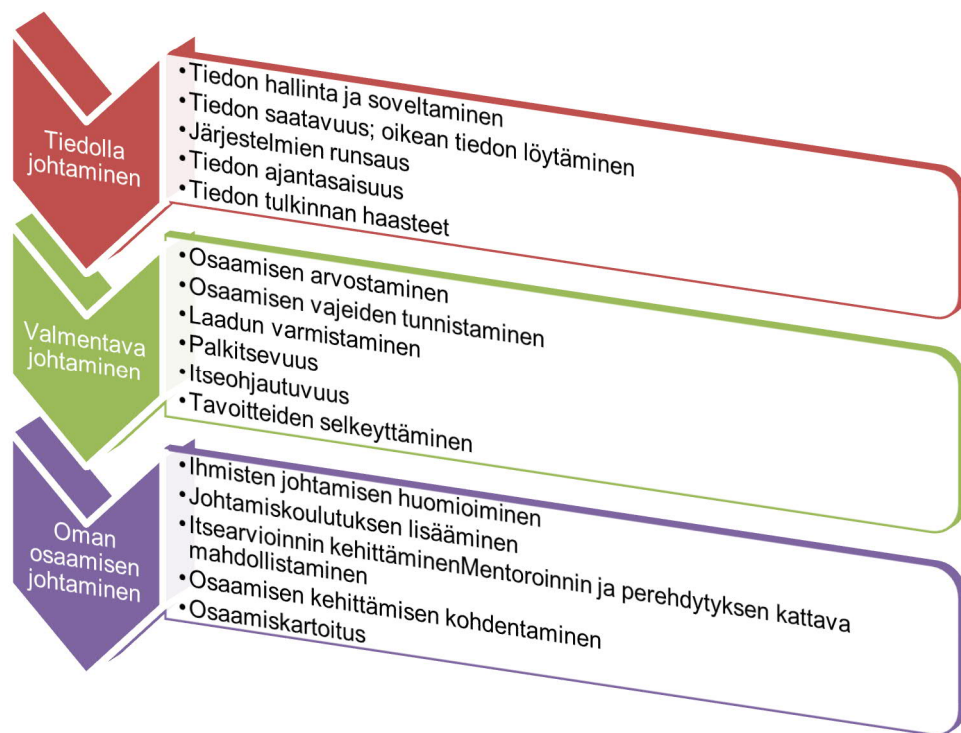 Tiedolla
johtaminen
•Tiedon hallinta ja soveltaminen
•Tiedon saatavuus; oikean tiedon löytäminen
•Järjestelmien runsaus
•Tiedon ajantasaisuus
•Tiedon tulkinnan haasteet
Valmentava
johtaminen
•Osaamisen arvostaminen
•Osaamisen vajeiden tunnistaminen
•Laadun varmistaminen
•Palkitsevuus
•Itseohjautuvuus
•Tavoitteiden selkeyttäminen
Oman
osaamisen
johtaminen
•Ihmisten johtamisen huomioiminen
•Johtamiskoulutuksen lisääminen
•Itsearvioinnin kehittäminenMentoroinnin ja perehdytyksen kattava
mahdollistaminen
•Osaamisen kehittämisen kohdentaminen
•Osaamiskartoitus